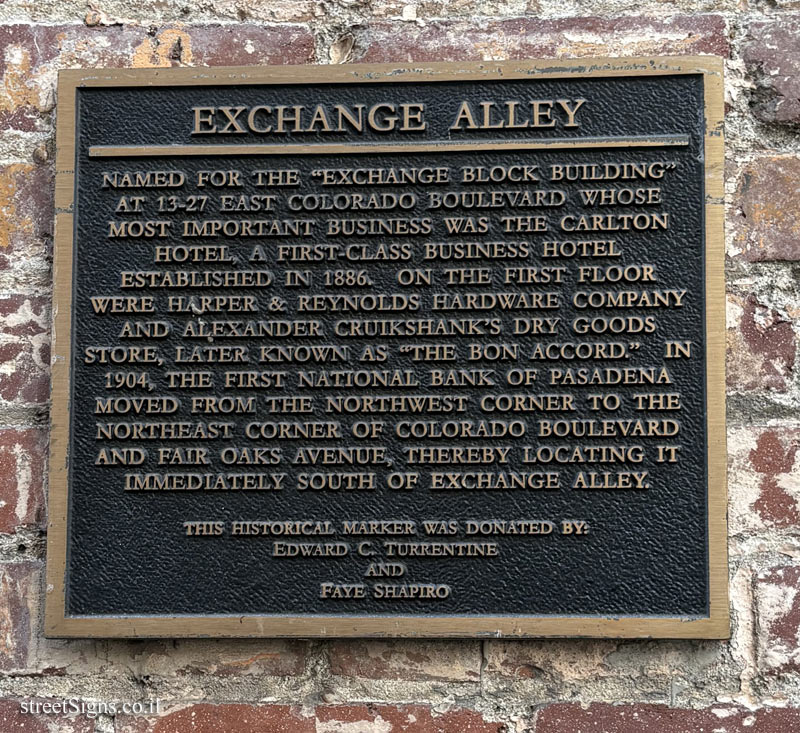 EXCHANGE ALLEY
NAMED FOR THE "EXCHANGE BLOCK BUILDING"
AT 13-27 EAST COLORADO BOULEVARD WHOSE
MOST IMPORTANT BUSINESS WAS THE CARLTON
HOTEL, A FIRST-CLASS BUSINESS HOTEL
ESTABLISHED IN 1886. ON THE FIRST FLOOR
WERE HARPER & REYNOLDS HARDWARE COMPANY
AND ALEXANDER CRUIKSHANK'S DRY GOODS
STORE, LATER KNOWN AS "THE BON ACCORD." IN
1904, THE FIRST NATIONAL BANK OF PASADENA
MOVED FROM THE NORTHWEST CORNER TO THE
NORTHEAST CORNER OF COLORADO BOULEVARD
AND FAIR OAKS AVENUE, THEREBY LOCATING IT
IMMEDIATELY SOUTH OF EXCHANGE ALLEY.
THIS HISTORICAL MARKER WAS DONATED BY:
EDWARD C. TURRENTINE
AND
FAYE SHAPIRO
streetSigns.co.il